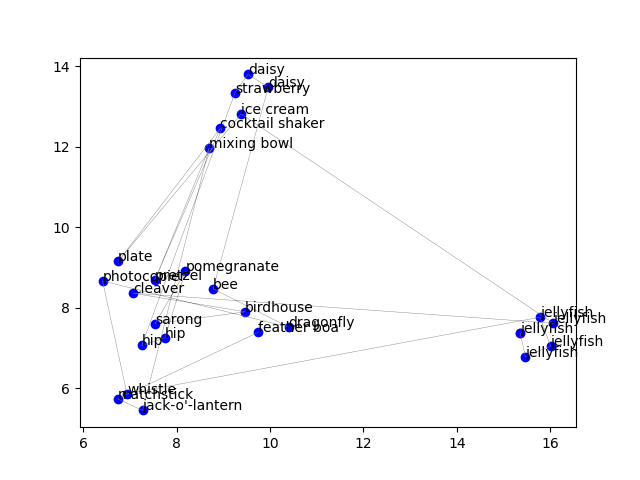 14
daisy
daisy
strawberry
ice cream
cocktail shaker
12
mixing bowl
10
plate
pomegranate
photocopier
pretzel
bee
cleaver
8
birdhouse
jellyfish
jellyfish
sarong
dragonfly
feather boa
jellyfish
hip
hip
jellyfish
jellyfish
6
whistle
matchstick
jack-o'-lantern
6 8 10 12 14 16